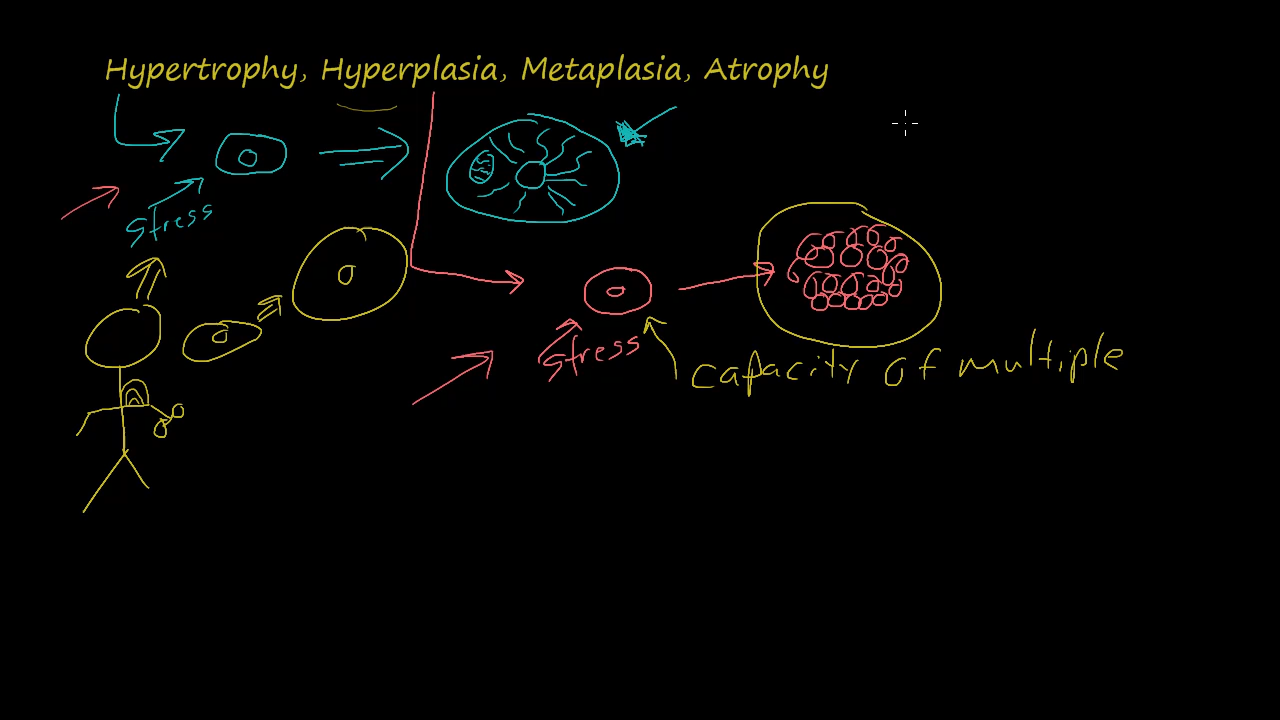 Hypertrophy, Hyperplasia, Metaplasia, Atrophy
stress
stress
capacity of multiple